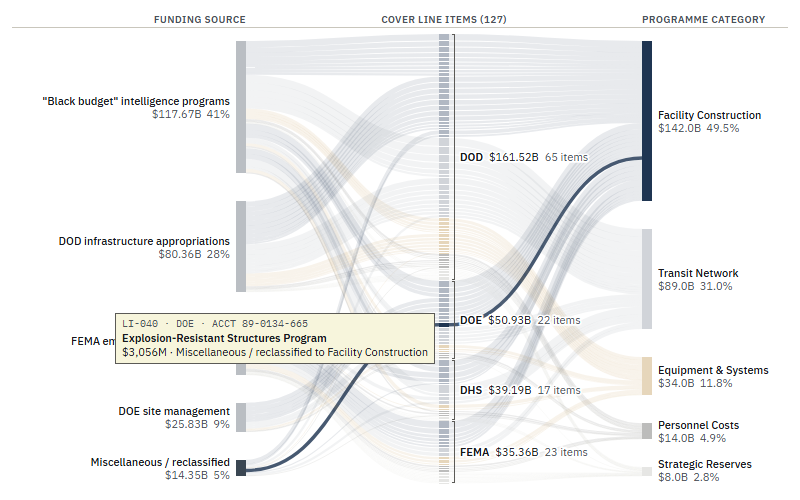 FUNDING SOURCE
COVER LINE ITEMS (127)
PROGRAMME CATEGORY
"Black budget" intelligence programs
$117.67B 41%
DOD infrastructure appropriations
$80.36B 28%
FEMA
DOE site management
$25.83B 9%
Miscellaneous / reclassified
$14.35B 5%
LI-040 · DOE · ACCT 89-0134-665
Explosion-Resistant Structures Program
$3,056M · Miscellaneous / reclassified to Facility Construction
DOD $161.52B 65 items
DOE $50.93B 22 items
DHS $39.19B 17 items
FEMA $35.36B 23 items
Facility Construction
$142.0B 49.5%
Transit Network
$89.0B 31.0%
Equipment & Systems
$34.0B 11.8%
Personnel Costs
$14.0B 4.9%
Strategic Reserves
$8.0B 2.8%